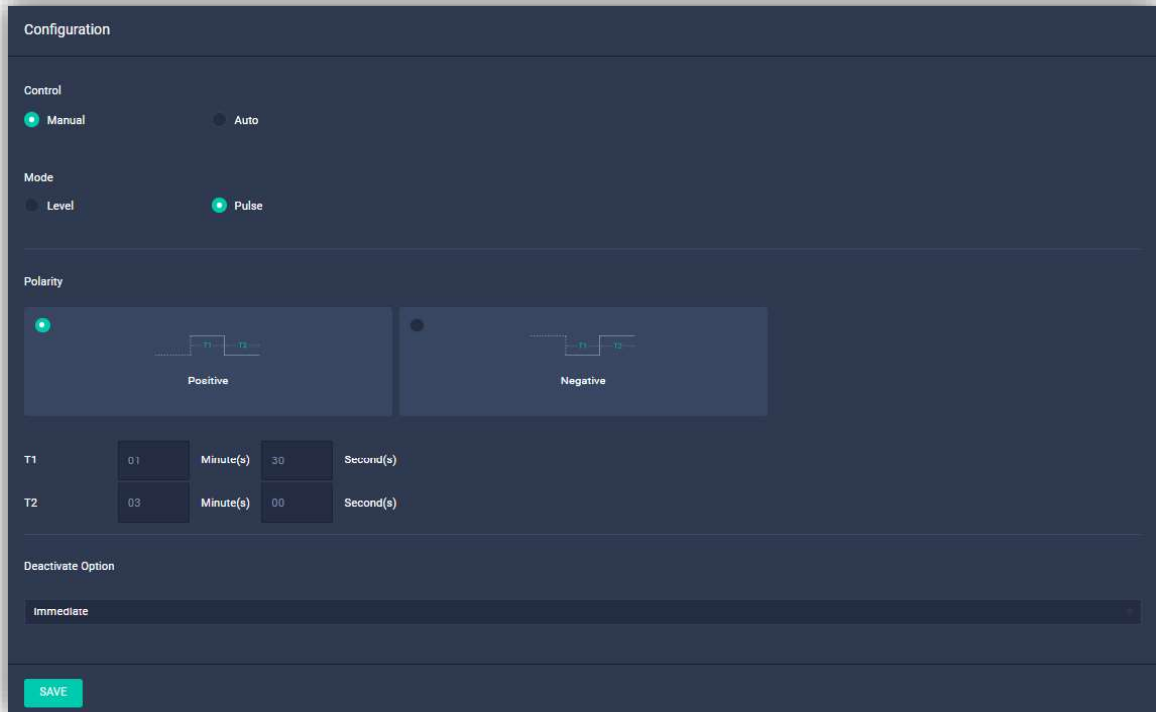 Configuration
Control
Manual Auto
Mode
Level Pulse
Polarity
T1 T2
Positive
T1 T2
Negative
T1 01 Minute(s) 30 Second(s)
T2 03 Minute(s) 00 Second(s)
Deactivate Option
Immediate
SAVE